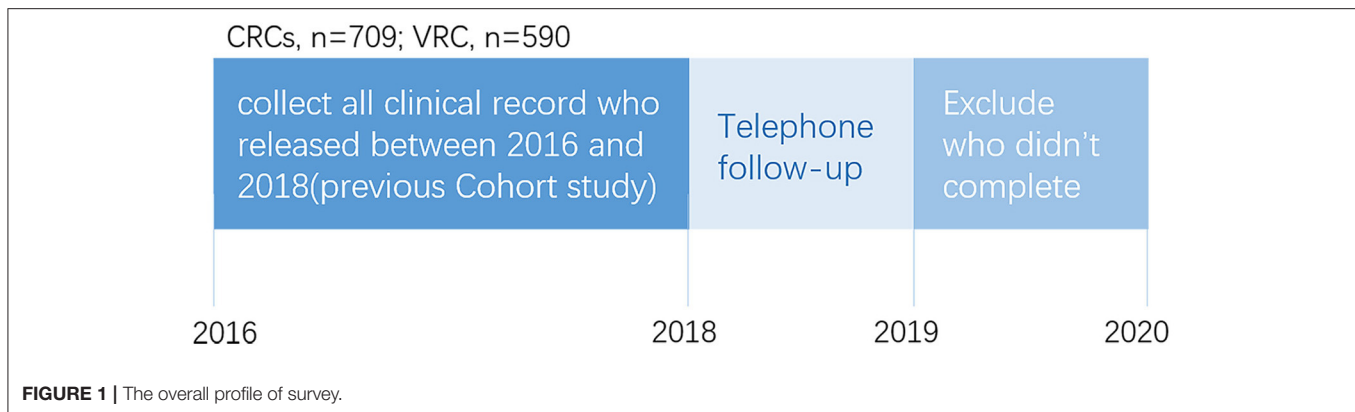 CRCs, n=709; VRC, n=590
collect all clinical record who
released between 2016 and
2018(previous Cohort study)
Telephone
follow-up
Exclude
who didn't
complete
2016
2018
2019
2020
FIGURE 1 | The overall profile of survey.